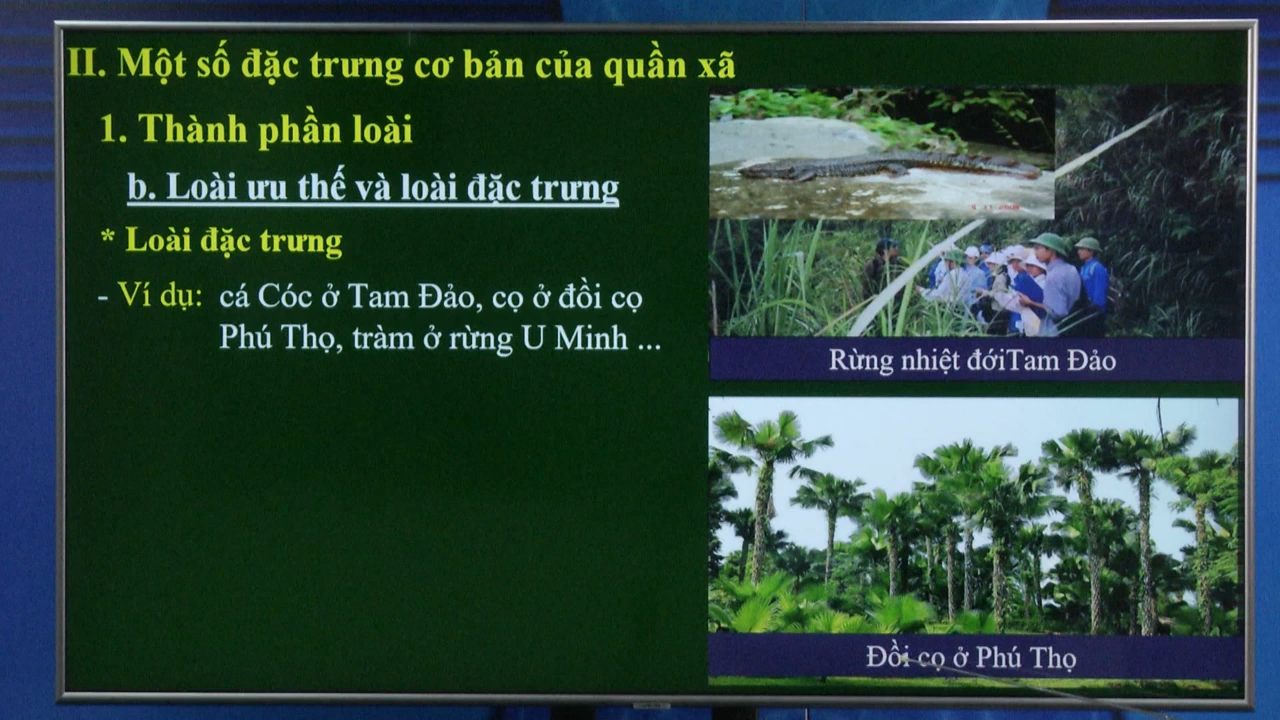 II. Một số đặc trưng cơ bản của quần xã
1. Thành phần loài
b. Loài ưu thế và loài đặc trưng
* Loài đặc trưng
- Ví dụ: cá Cóc ở Tam Đảo, cọ ở đồi cọ
Phú Thọ, tràm ở rừng U Minh ...
Rừng nhiệt đớiTam Đảo
Đồi cọ ở Phú Thọ